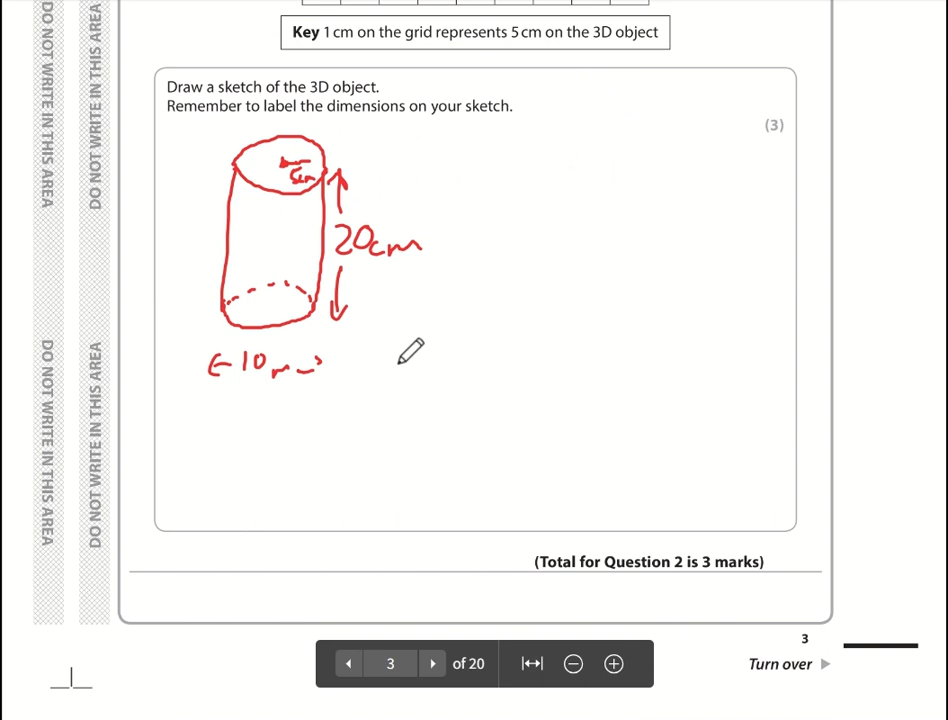 Key 1 cm on the grid represents 5 cm on the 3D object
Draw a sketch of the 3D object.
Remember to label the dimensions on your sketch.
(3)
5cm
20cm
(Total for Question 2 is 3 marks)
3
Turn over
3 of 20
DO NOT WRITE IN THIS AREA
DO NOT WRITE IN THIS AREA
DO NOT WRITE IN THIS AREA
DO NOT WRITE IN THIS AREA